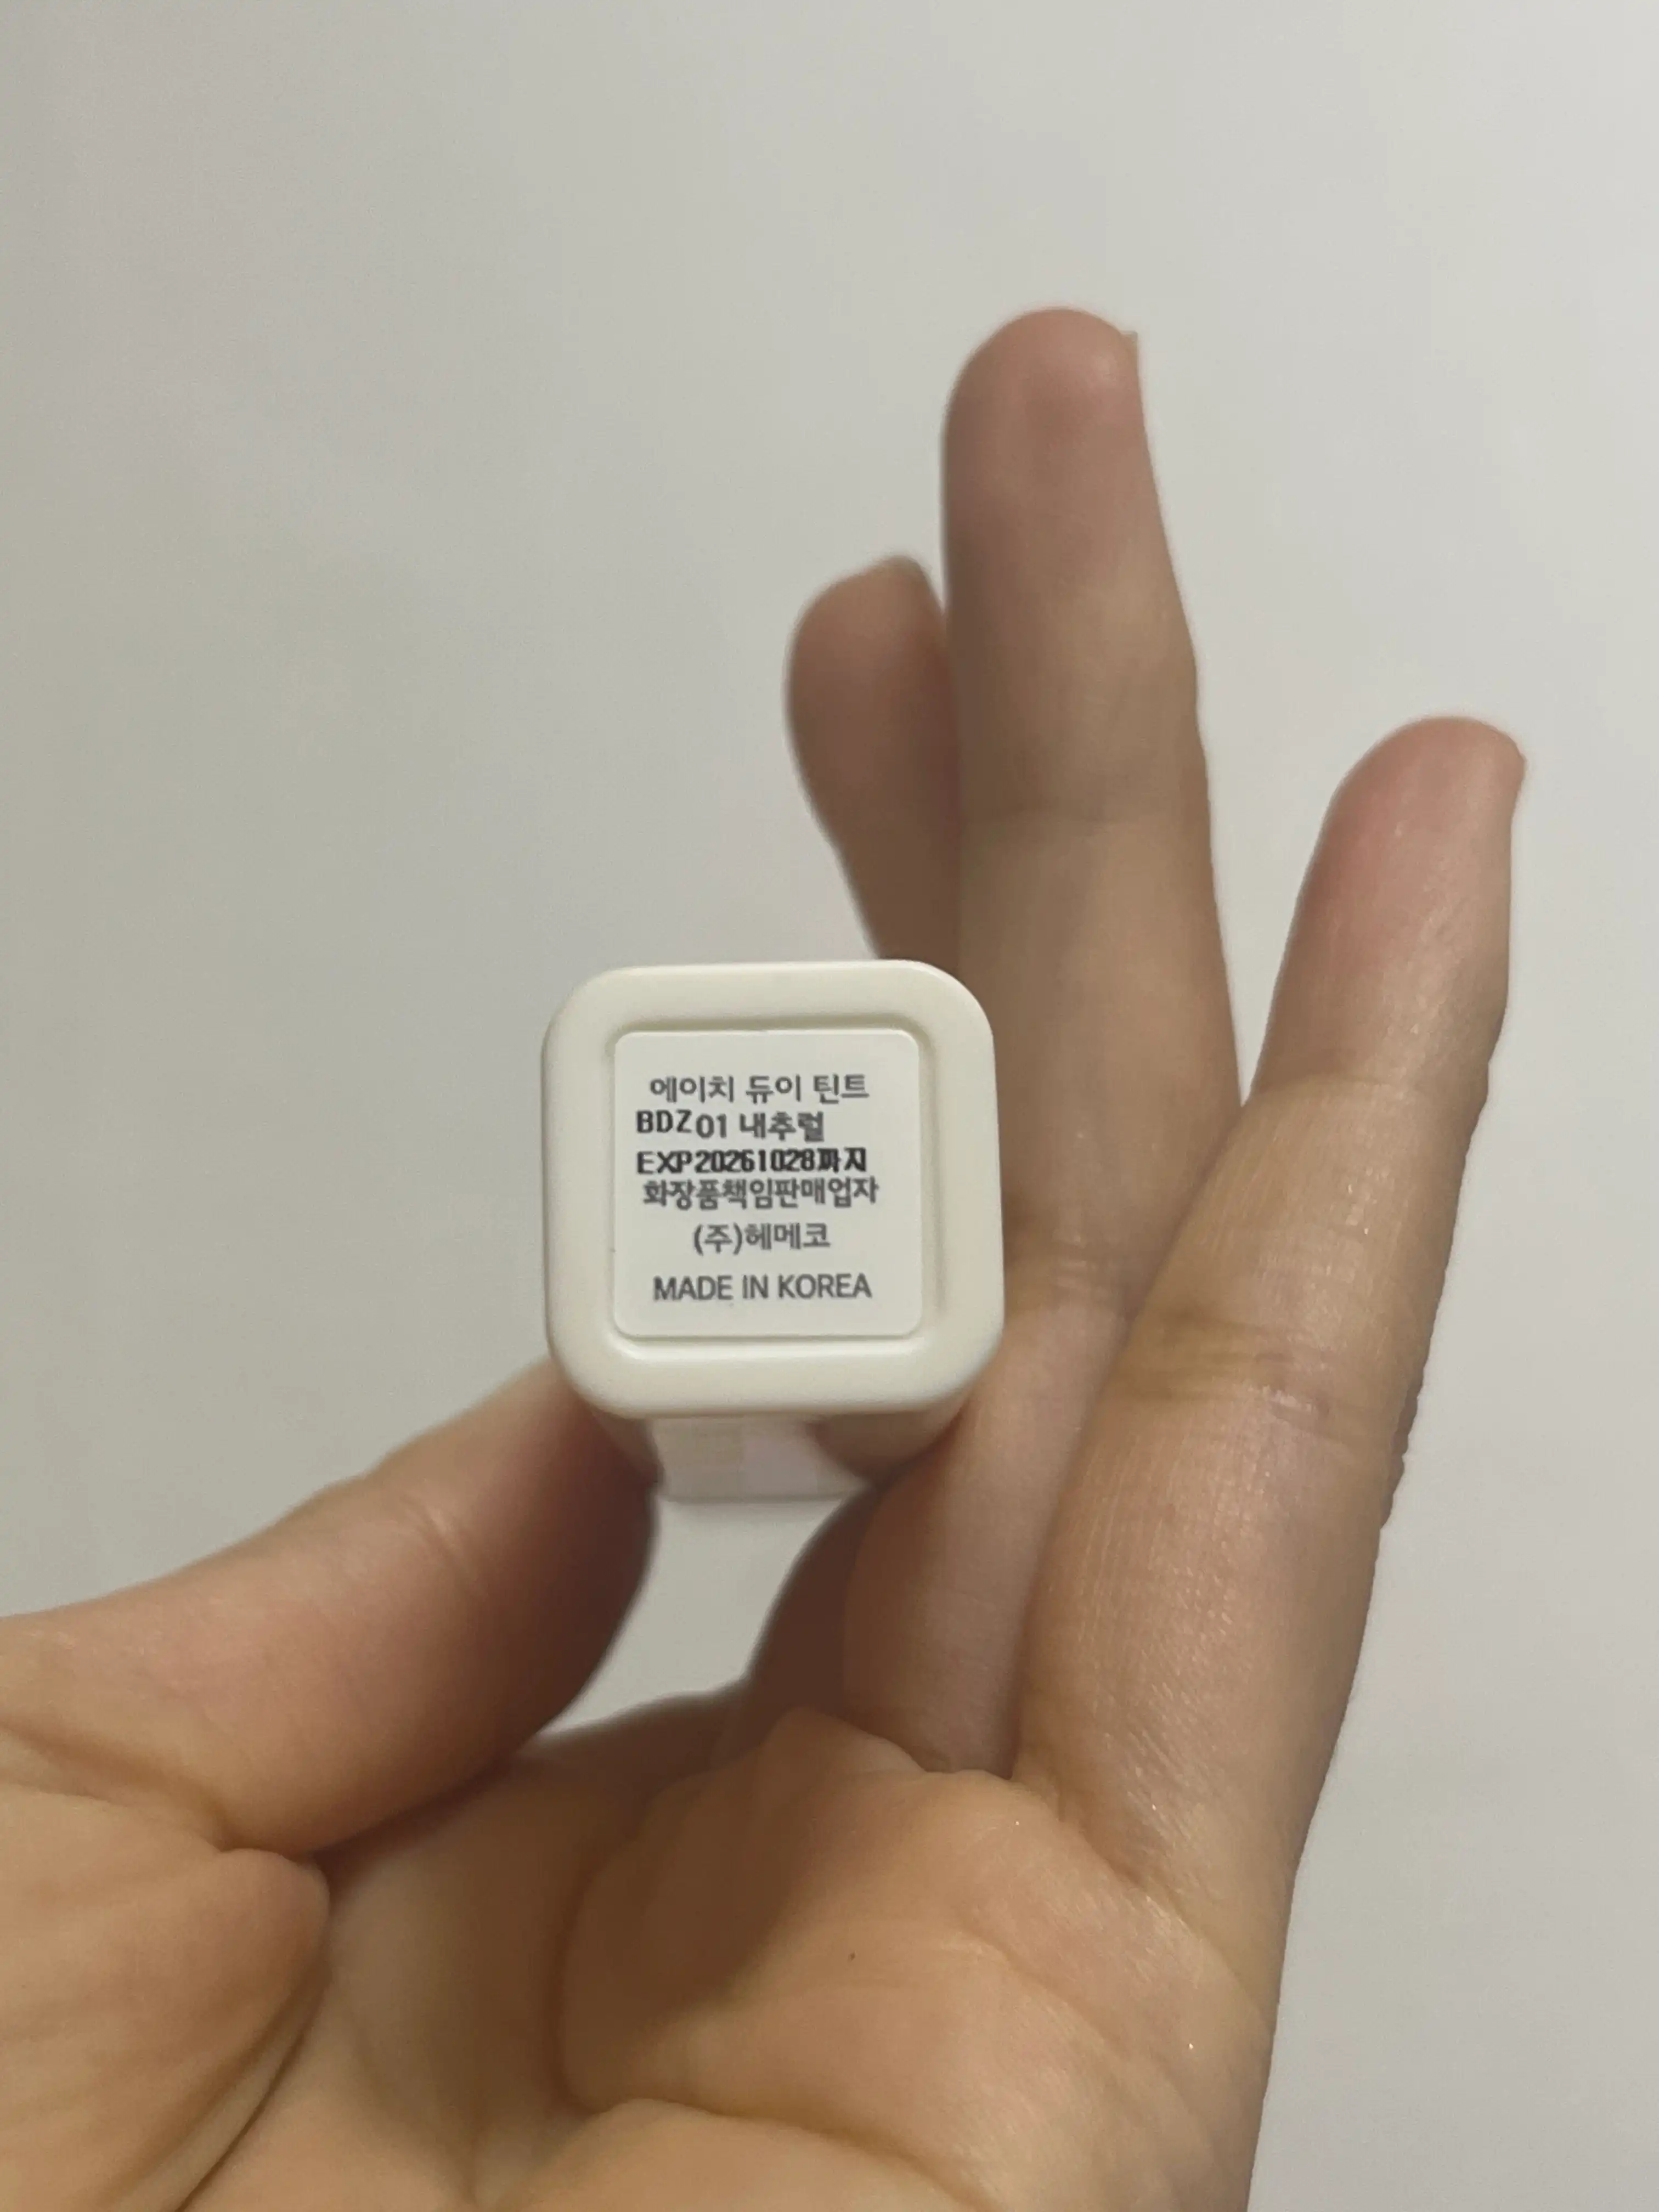 에이치 듀이 틴트
BDZ01 내추럴
EXP20261028까지
화장품책임판매업자
(주)헤메코
MADE IN KOREA